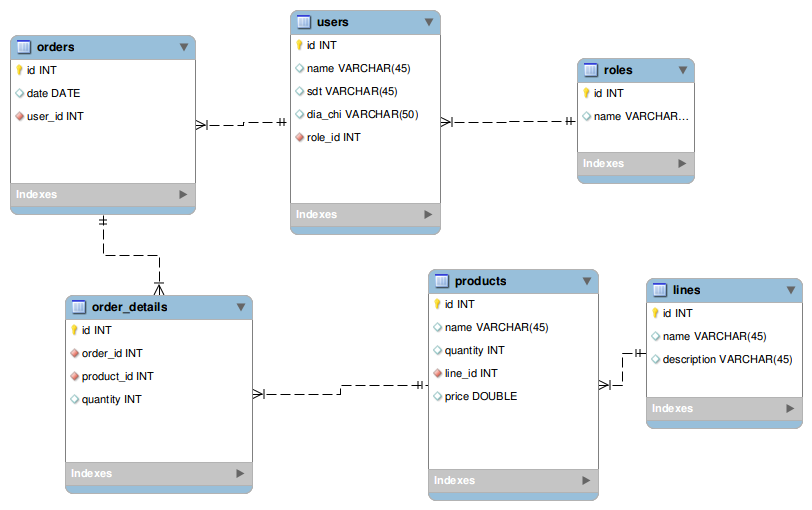 orders
id INT
date DATE
user_id INT
Indexes
users
id INT
name VARCHAR(45)
sdt VARCHAR(45)
dia_chi VARCHAR(50)
role_id INT
Indexes
roles
id INT
name VARCHAR...
Indexes
order_details
id INT
order_id INT
product_id INT
quantity INT
Indexes
products
id INT
name VARCHAR(45)
quantity INT
line_id INT
price DOUBLE
Indexes
lines
id INT
name VARCHAR(45)
description VARCHAR(45)
Indexes